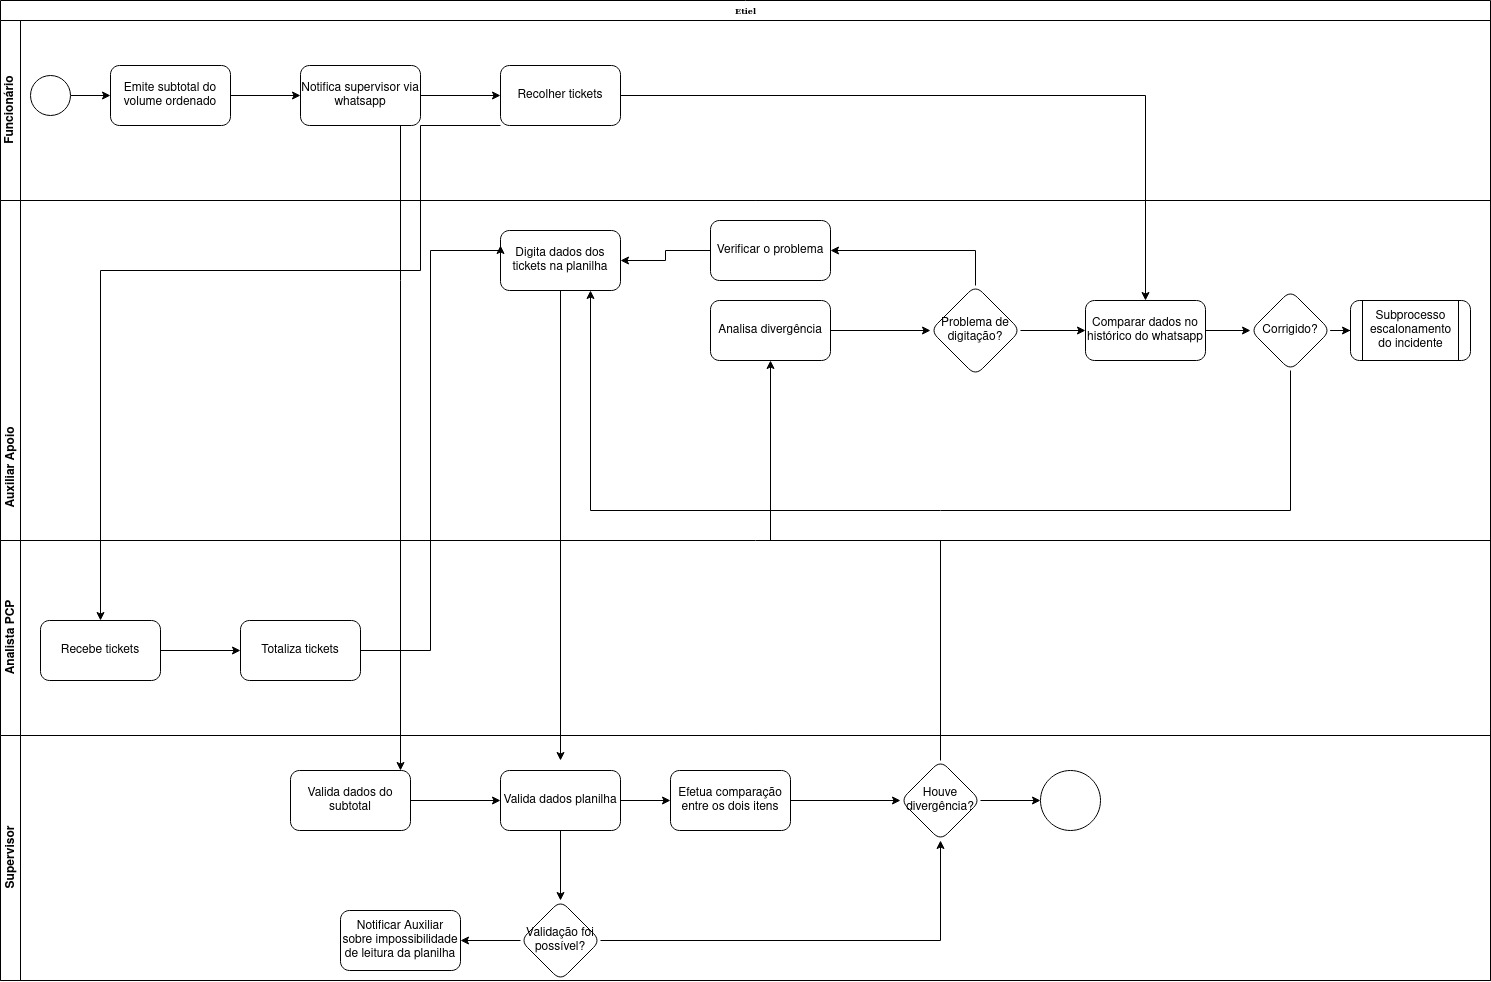 Etiel
Funcionário
Emite subtotal do
volume ordenado
Notifica supervisor via
whatsapp
Recolher tickets
Auxiliar Apoio
Digita dados dos
tickets na planilha
Verificar o problema
Analisa divergência
Problema de
digitação?
Comparar dados no
histórico do whatsapp
Corrigido?
Subprocesso
escalonamento
do incidente
Analista PCP
Recebe tickets
Totaliza tickets
Supervisor
Valida dados do
subtotal
Valida dados planilha
Efetua comparação
entre os dois itens
Houve
divergência?
Notificar Auxiliar
sobre impossibilidade
de leitura da planilha
Validação foi
possível?